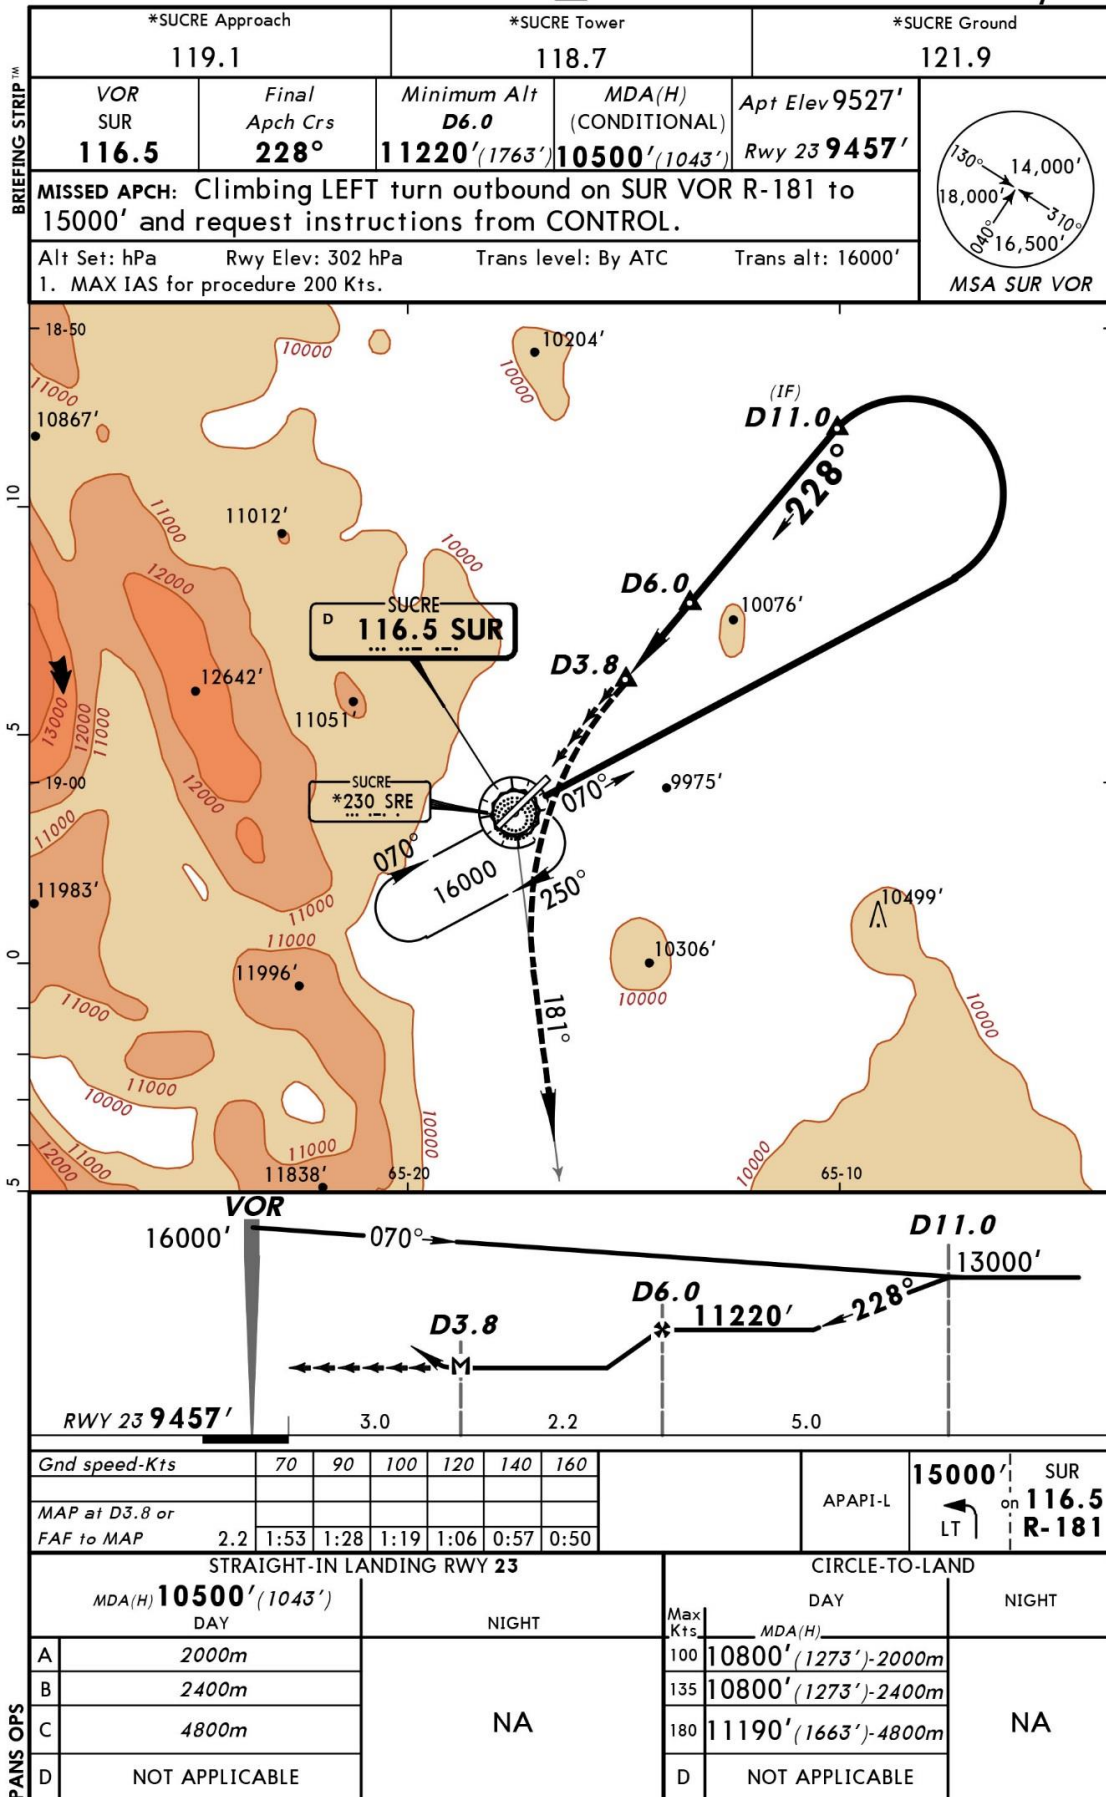 *SUCRE Approach
119.1
*SUCRE Tower
118.7
*SUCRE Ground
121.9
BRIEFING STRIP™
VOR
SUR
116.5
Final
Apch Crs
228°
Minimum Alt
D6.0
11220'(1763')
MDA(H)
(CONDITIONAL)
10500'(1043')
Apt Elev 9527'
Rwy 23 9457'
MISSED APCH: Climbing LEFT turn outbound on SUR VOR R-181 to
15000' and request instructions from CONTROL.
Alt Set: hPa Rwy Elev: 302 hPa Trans level: By ATC Trans alt: 16000'
1. MAX IAS for procedure 200 Kts.
130°
14,000'
18,000'
310°
040°
16,500'
MSA SUR VOR
18-50
10000
10204'
10000
11000
10867'
(IF)
D11.0
228°
10
11000
11012'
10000
12000
D6.0
10076'
SUCRE
D 116.5 SUR
D3.8
12642'
11051'
13000
12000
11000
5
19-00
12000
SUCRE
*230 SRE
070°
9975'
11000
070°
16000
250°
11983'
11000
10499'
0
11000
11996'
10306'
10000
11000
181°
10000
11000
10000
11000
10000
12000
11000
11838'
10000
5
65-20
65-10
VOR
16000'
070°
D11.0
13000'
D6.0
11220'
228°
D3.8
M
RWY 23 9457'
3.0
2.2
5.0
Gnd speed-Kts 70 90 100 120 140 160
MAP at D3.8 or
FAF to MAP 2.2 1:53 1:28 1:19 1:06 0:57 0:50
APAPI-L
15000'
LT
on
SUR
116.5
R-181
STRAIGHT-IN LANDING RWY 23
MDA(H) 10500'(1043')
DAY
NIGHT
CIRCLE-TO-LAND
DAY
NIGHT
Max
Kts
MDA(H)
A 2000m
100 10800'(1273')-2000m
B 2400m
135 10800'(1273')-2400m
C 4800m
NA
180 11190'(1663')-4800m
NA
D NOT APPLICABLE
D NOT APPLICABLE
PANS OPS